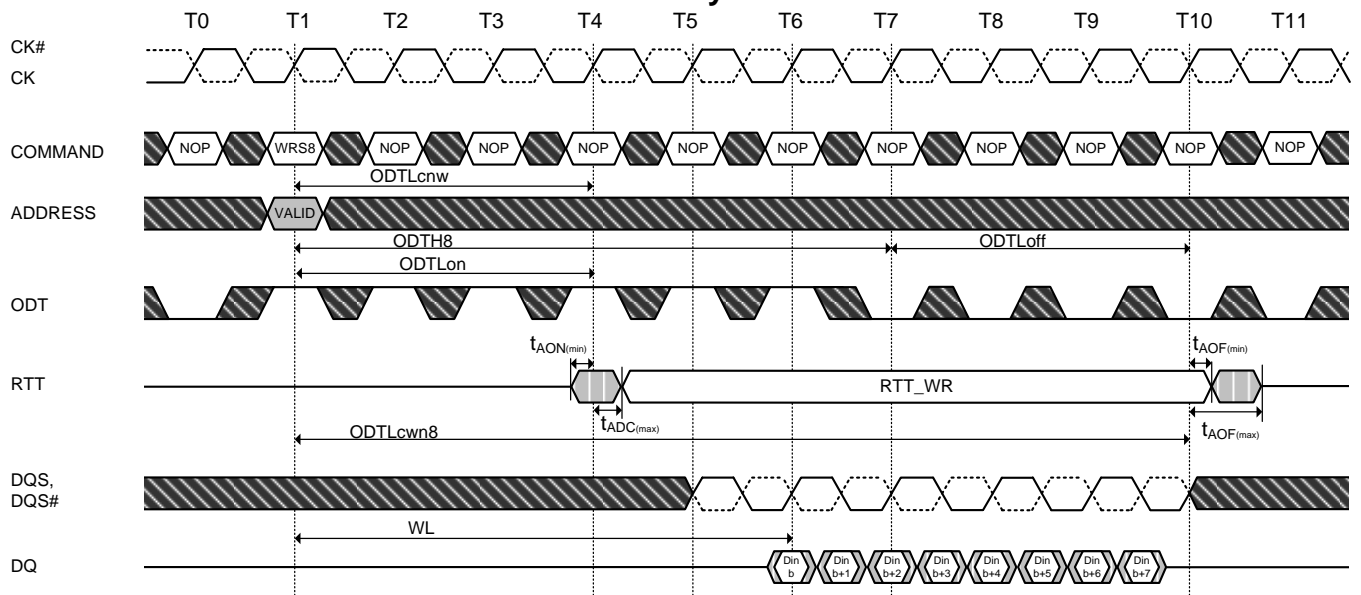 T0 T1 T2 T3 T4 T5 T6 T7 T8 T9 T10 T11
CK#
CK
COMMAND NOP WRS8 NOP NOP NOP NOP NOP NOP NOP NOP NOP NOP
ODTLcnw
ADDRESS VALID
ODTH8 ODTLoff
ODTLon
ODT
tAON(min) tAOF(min)
RTT RTT_WR
tADC(max) tAOF(max)
ODTLcwn8
DQS,
DQS#
WL
DQ Din b Din b+1 Din b+2 Din b+3 Din b+4 Din b+5 Din b+6 Din b+7